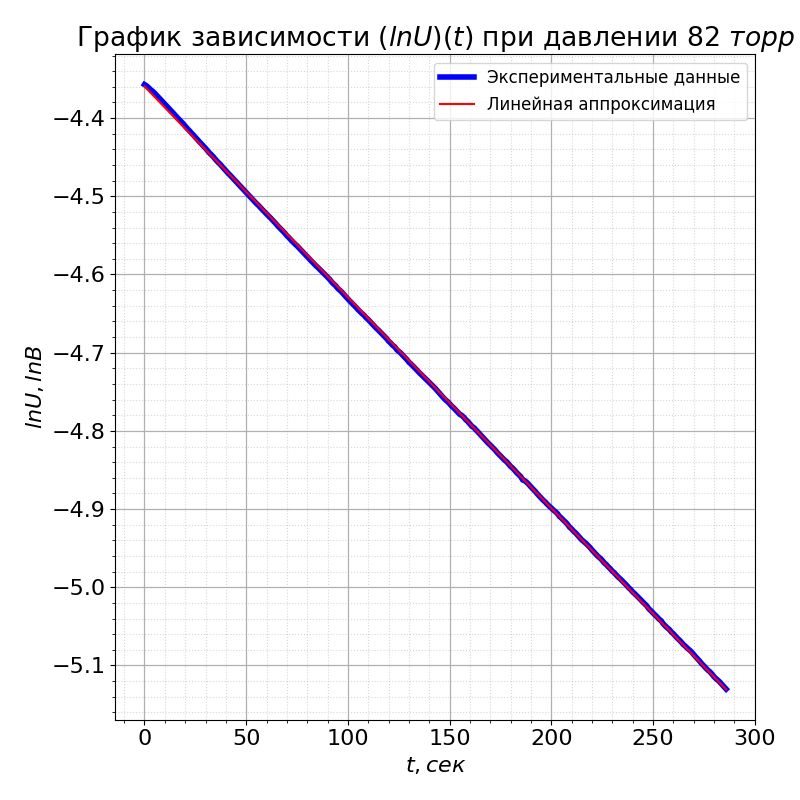 График зависимости (lnU)(t) при давлении 82 торр
Экспериментальные данные
Линейная аппроксимация
−4.4
−4.5
−4.6
−4.7
−4.8
−4.9
−5.0
−5.1
lnU, lnB
0 50 100 150 200 250 300
t, сек